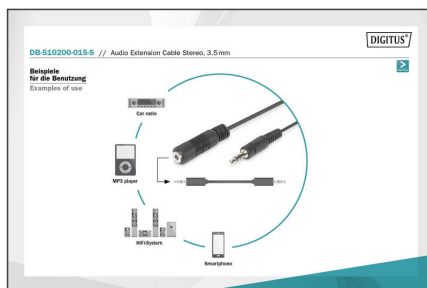 DIGITUS®
DB-510200-015-S // Audio Extension Cable Stereo, 3.5 mm
Beispiele
für die Benutzung
Examples of use
Car radio
MP3 player
HiFi-System
Smartphone